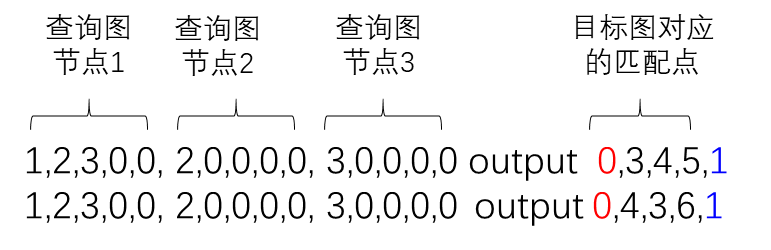 查询图 查询图 查询图 目标图对应
节点1 节点2 节点3 的匹配点
1,2,3,0,0, 2,0,0,0,0, 3,0,0,0,0 output 0,3,4,5,1
1,2,3,0,0, 2,0,0,0,0, 3,0,0,0,0 output 0,4,3,6,1